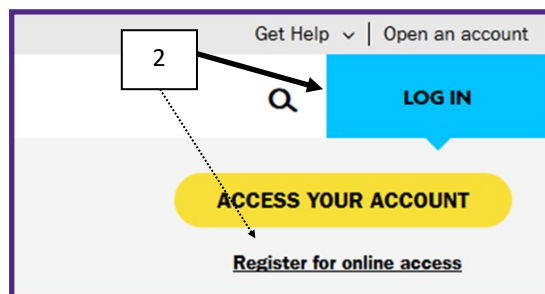 Get Help | Open an account
2
LOG IN
ACCESS YOUR ACCOUNT
Register for online access